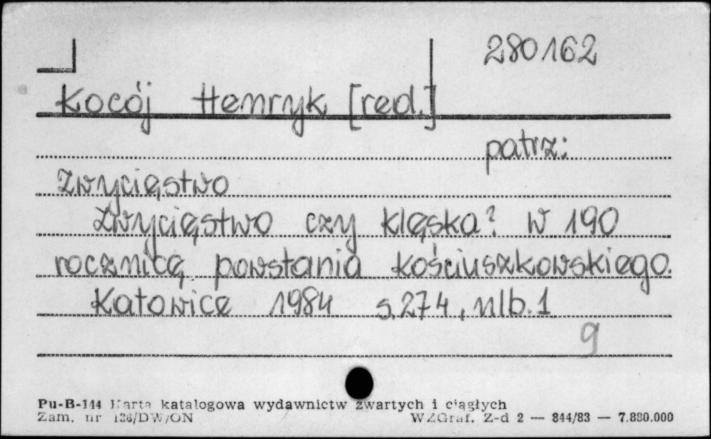 280162
Kocój Henryk [red.]
patrz:
Zwycięstwo
Zwycięstwo czy klęska? W 190
rocznicę powstania kościuszkowskiego.
Katowice 1984 s. 274, nlb. 1
9
Pu-B-144 Karta katalogowa wydawnictw zwartych i ciągłych
Zam. nr /DW/ON WZGraf. Z-d 2 — 844/83 — 7.880.000